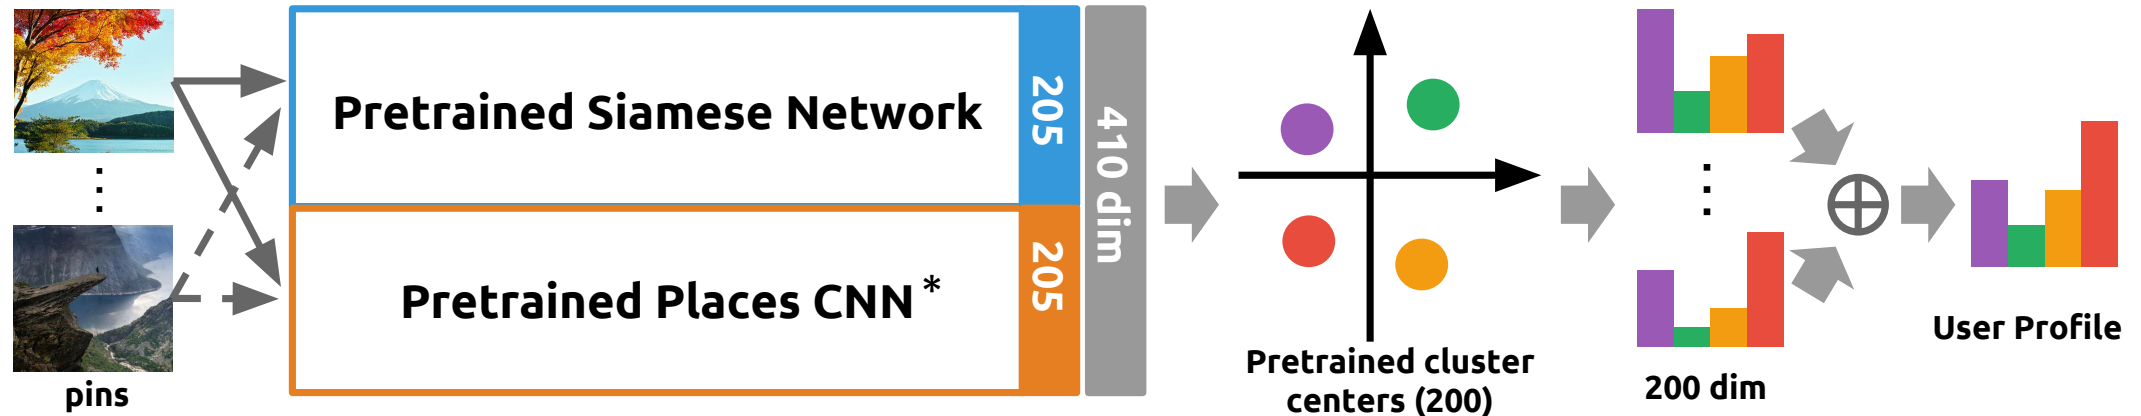 pins
Pretrained Siamese Network
205
Pretrained Places CNN *
205
410 dim
Pretrained cluster
centers (200)
200 dim
User Profile